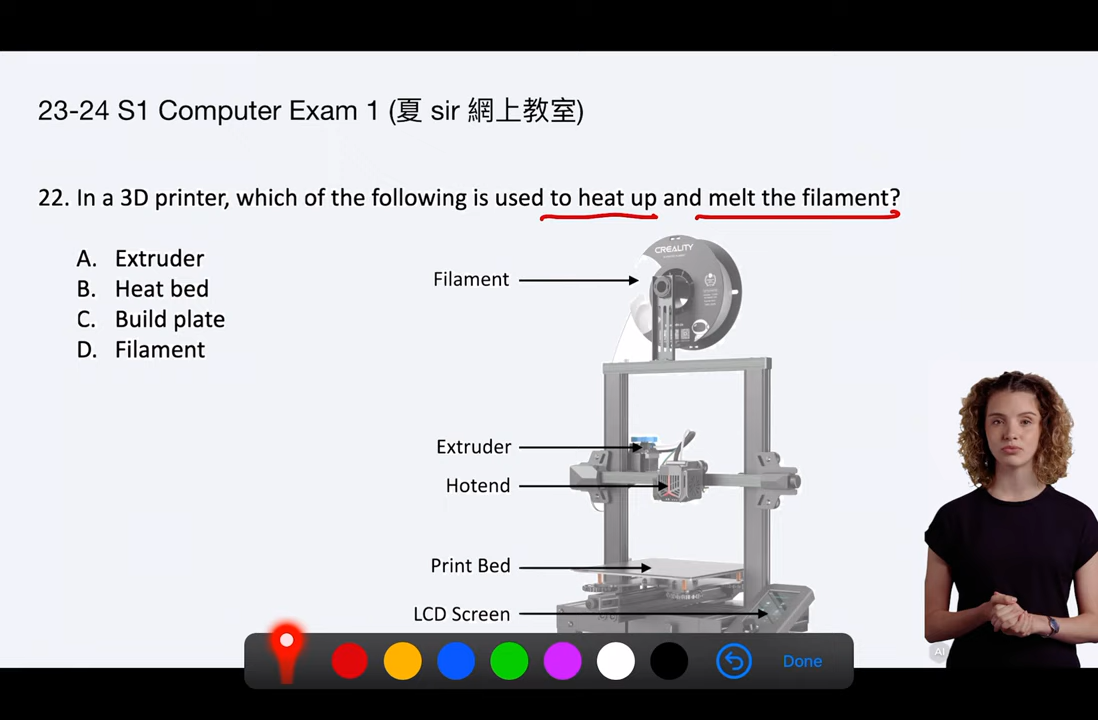 23-24 S1 Computer Exam 1 (夏 sir 網上教室)
22. In a 3D printer, which of the following is used to heat up and melt the filament?
A. Extruder
B. Heat bed
C. Build plate
D. Filament
CREALITY
Filament
Extruder
Hotend
Print Bed
LCD Screen
AI
Done